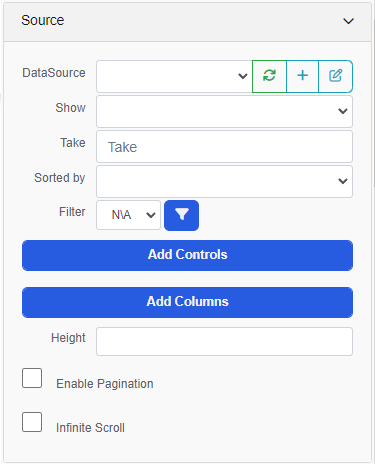 Source
DataSource
Show
Take Take
Sorted by
Filter N\A
Add Controls
Add Columns
Height
Enable Pagination
Infinite Scroll